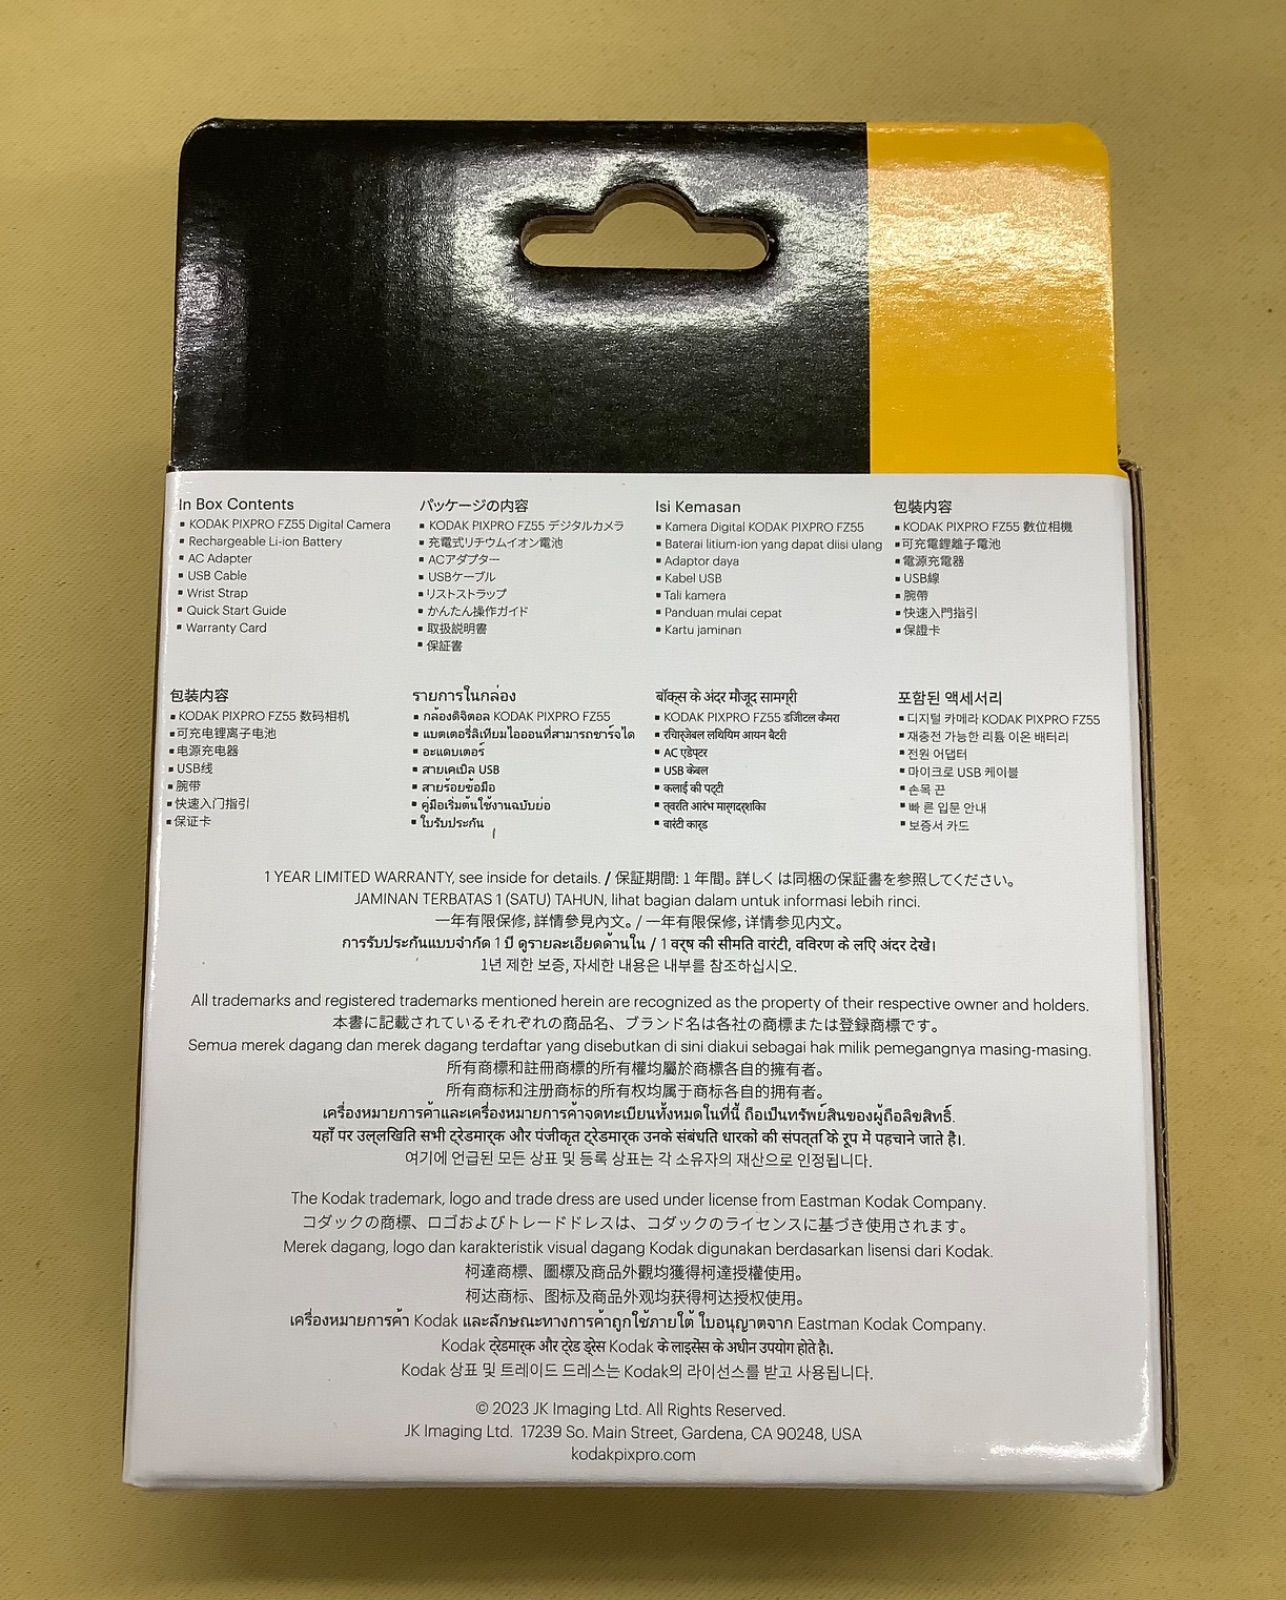 In Box Contents
▪ KODAK PIXPRO FZ55 Digital Camera
▪ Rechargeable Li-ion Battery
▪ AC Adapter
▪ USB Cable
▪ Wrist Strap
▪ Quick Start Guide
▪ Warranty Card
パッケージの内容
▪ KODAK PIXPRO FZ55 デジタルカメラ
▪ 充電式リチウムイオン電池
▪ ACアダプター
▪ USBケーブル
▪ リストストラップ
▪ かんたん操作ガイド
▪ 取扱説明書
▪ 保証書
Isi Kemasan
▪ Kamera Digital KODAK PIXPRO FZ55
▪ Baterai litium-ion yang dapat diisi ulang
▪ Adaptor daya
▪ Kabel USB
▪ Tali kamera
▪ Panduan mulai cepat
▪ Kartu jaminan
包裝內容
▪ KODAK PIXPRO FZ55 數位相機
▪ 可充電鋰離子電池
▪ 電源充電器
▪ USB線
▪ 腕帶
▪ 快速入門指引
▪ 保證卡
包装内容
▪ KODAK PIXPRO FZ55 数码相机
▪ 可充电锂离子电池
▪ 电源充电器
▪ USB线
▪ 腕带
▪ 快速入门指引
▪ 保证卡
รายการในกล่อง
▪ กล้องดิจิตอล KODAK PIXPRO FZ55
▪ แบตเตอรี่ลิเทียมไอออนที่สามารถชาร์จได้
▪ อะแดบเตอร์
▪ สายเคเบิล USB
▪ สายร้อยข้อมือ
▪ คู่มือเริ่มต้นใช้งานฉบับย่อ
▪ ใบรับประกัน
बॉक्स के अंदर मौजूद सामग्री
▪ KODAK PIXPRO FZ55 डजिीटल कैमरा
▪ रचिार्जेबल लथियिम आयन बैटरी
▪ AC एडेप्टर
▪ USB केबल
▪ कलाई की पट्टी
▪ त्वरति आरंभ मार्गदर्शकिा
▪ वारंटी कार्ड
포함된 액세서리
▪ 디지털 카메라 KODAK PIXPRO FZ55
▪ 재충전 가능한 리튬 이온 배터리
▪ 전원 어댑터
▪ 마이크로 USB 케이블
▪ 손목 끈
▪ 빠 른 입문 안내
▪ 보증서 카드
1 YEAR LIMITED WARRANTY, see inside for details. / 保証期間: 1 年間。詳しくは同梱の保証書を参照してください。
JAMINAN TERBATAS 1 (SATU) TAHUN, lihat bagian dalam untuk informasi lebih rinci.
一年有限保修，詳情參見內文。/ 一年有限保修，详情参见内文。
การรับประกันแบบจำกัด 1 ปี ดูรายละเอียดด้านใน / 1 वर्ष की सीमति वारंटी, वविरण के लएि अंदर देखें।
1년 제한 보증, 자세한 내용은 내부를 참조하십시오.
All trademarks and registered trademarks mentioned herein are recognized as the property of their respective owner and holders.
本書に記載されているそれぞれの商品名、ブランド名は各社の商標または登録商標です。
Semua merek dagang dan merek dagang terdaftar yang disebutkan di sini diakui sebagai hak milik pemegangnya masing-masing.
所有商標和註冊商標的所有權均屬於商標各自的擁有者。
所有商标和注册商标的所有权均属于商标各自的拥有者。
เครื่องหมายการค้าและเครื่องหมายการค้าจดทะเบียนทั้งหมดในที่นี้ ถือเป็นทรัพย์สินของผู้ถือลิขสิทธิ์.
यहाँ पर उल्लखिति सभी ट्रेडमार्क और पंजीकृत ट्रेडमार्क उनके संबंधति धारकों की संपत्त िके रूप में पहचाने जाते है।.
여기에 언급된 모든 상표 및 등록 상표는 각 소유자의 재산으로 인정됩니다.
The Kodak trademark, logo and trade dress are used under license from Eastman Kodak Company.
コダックの商標、ロゴおよびトレードドレスは、コダックのライセンスに基づき使用されます。
Merek dagang, logo dan karakteristik visual dagang Kodak digunakan berdasarkan lisensi dari Kodak.
柯達商標、圖標及商品外觀均獲得柯達授權使用。
柯达商标、图标及商品外观均获得柯达授权使用。
เครื่องหมายการค้า Kodak และลักษณะทางการค้าถูกใช้ภายใต้ ใบอนุญาตจาก Eastman Kodak Company.
Kodak ट्रेडमार्क और ट्रेड ड्रेस Kodak के लाइसेंस के अधीन उपयोग होते है।.
Kodak 상표 및 트레이드 드레스는 Kodak의 라이선스를 받고 사용됩니다.
© 2023 JK Imaging Ltd. All Rights Reserved.
JK Imaging Ltd. 17239 So. Main Street, Gardena, CA 90248, USA
kodakpixpro.com